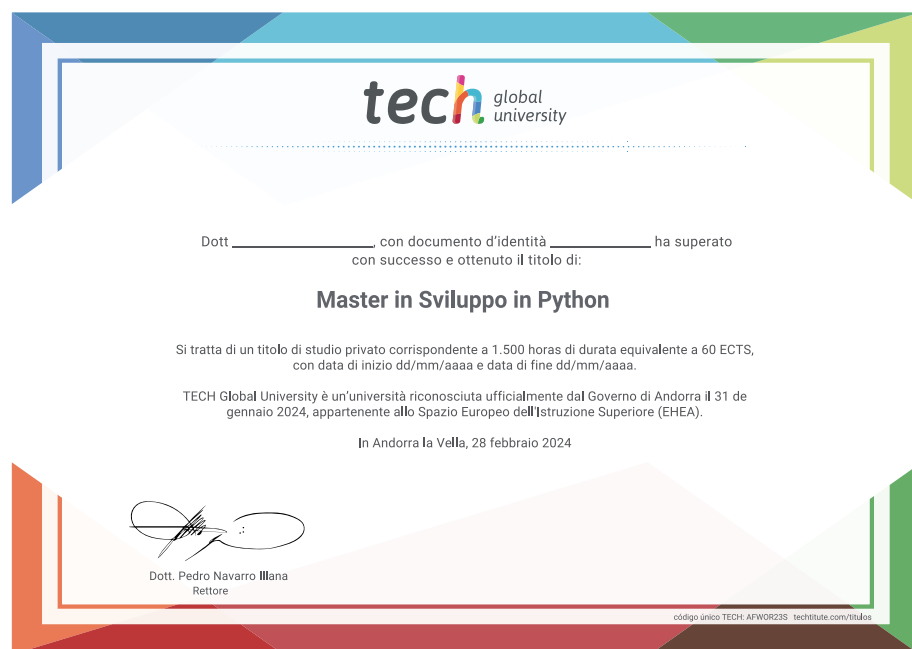 tech global university
Dott ____________, con documento d'identità ____________ ha superato
con successo e ottenuto il titolo di:
Master in Sviluppo in Python
Si tratta di un titolo di studio privato corrispondente a 1.500 horas di durata equivalente a 60 ECTS,
con data di inizio dd/mm/aaaa e data di fine dd/mm/aaaa.
TECH Global University è un'università riconosciuta ufficialmente dal Governo di Andorra il 31 de
gennaio 2024, appartenente allo Spazio Europeo dell'Istruzione Superiore (EHEA).
In Andorra la Vella, 28 febbraio 2024
Dott. Pedro Navarro Illana
Rettore
código único TECH: AFWOR23S techtitute.com/titulos